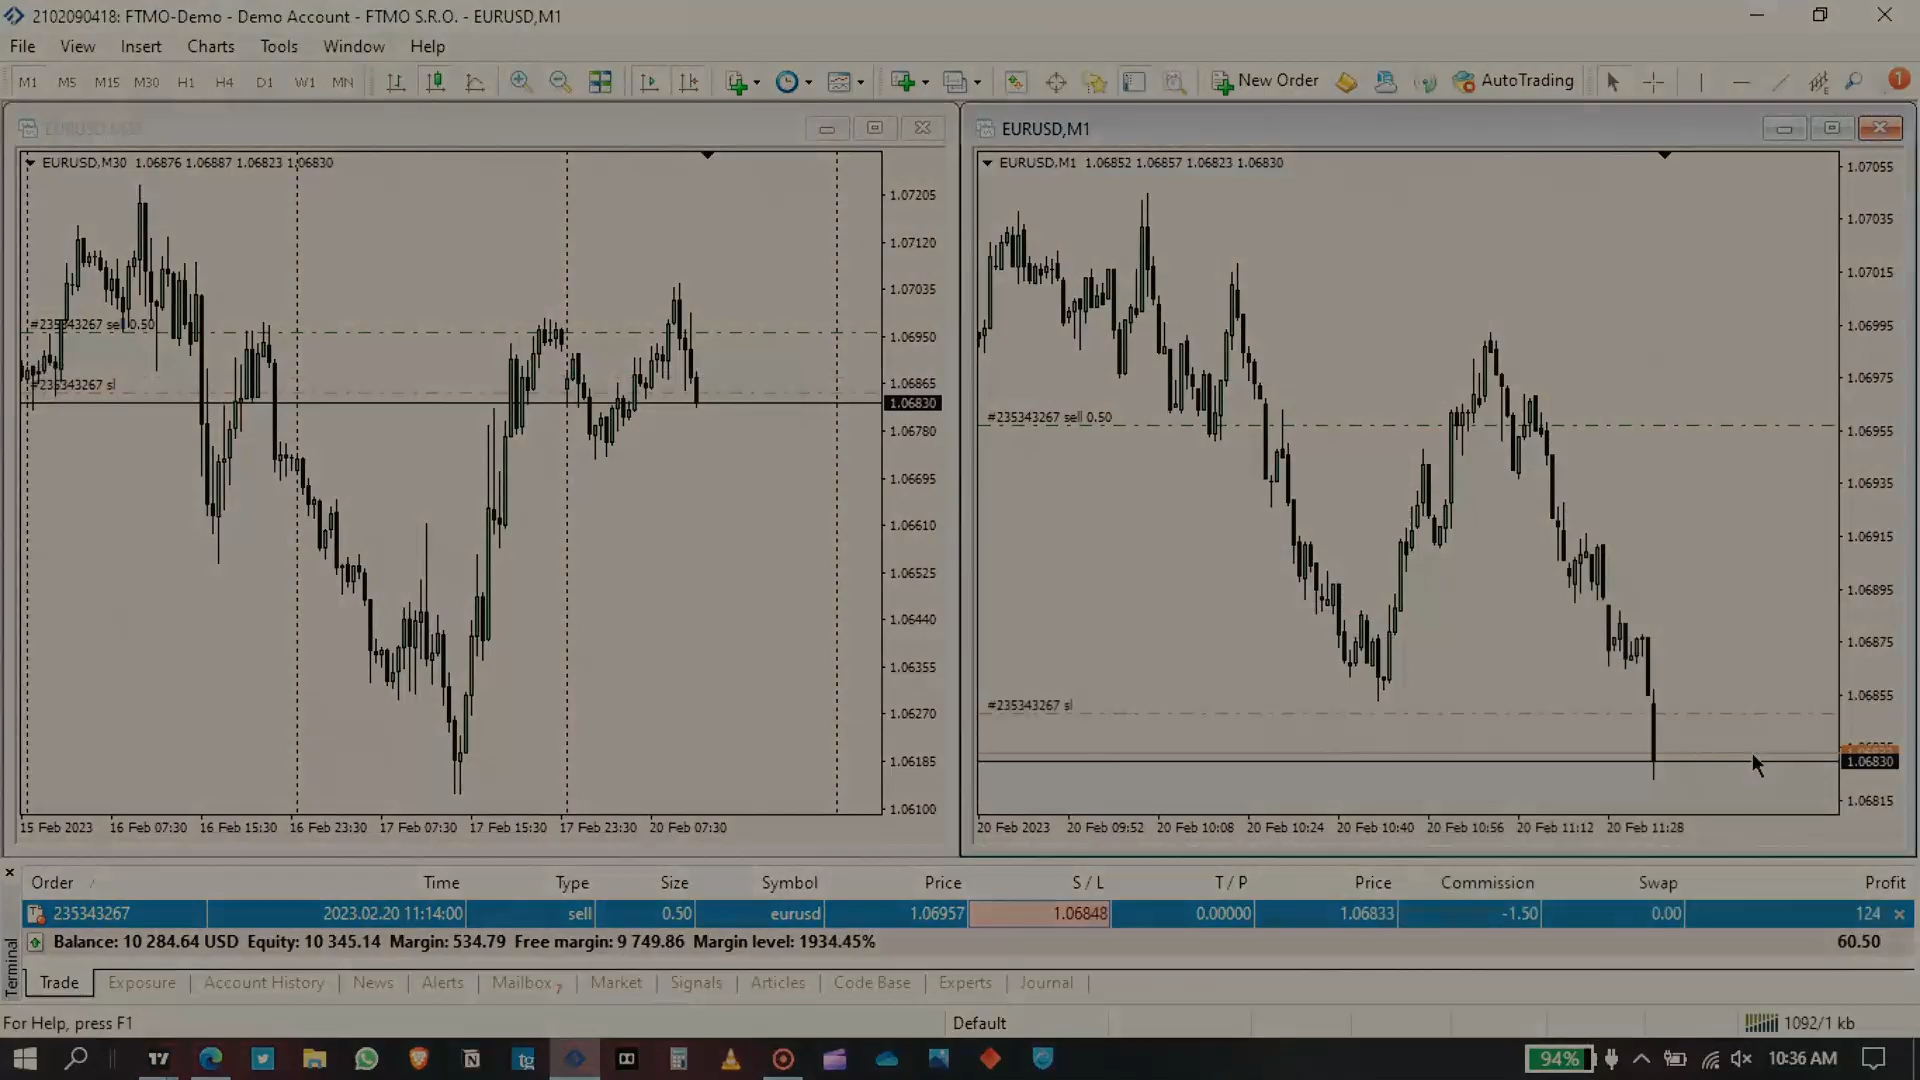 2102090418: FTMO-Demo - Demo Account - FTMO S.R.O. - EURUSD,M1
File View Insert Charts Tools Window Help
M1 M5 M15 M30 H1 H4 D1 W1 MN New Order AutoTrading 1
EURUSD,M30
EURUSD,M30 1.06876 1.06887 1.06823 1.06830
#235343267 sell 0.50
#235343267 sl
1.07205
1.07120
1.07035
1.06950
1.06865
1.06830
1.06780
1.06695
1.06610
1.06525
1.06440
1.06355
1.06270
1.06185
1.06100
15 Feb 2023 16 Feb 07:30 16 Feb 15:30 16 Feb 23:30 17 Feb 07:30 17 Feb 15:30 17 Feb 23:30 20 Feb 07:30
EURUSD,M1
EURUSD,M1 1.06852 1.06857 1.06823 1.06830
#235343267 sell 0.50
#235343267 sl
1.07055
1.07035
1.07015
1.06995
1.06975
1.06955
1.06935
1.06915
1.06895
1.06875
1.06855
1.06830
1.06815
20 Feb 2023 20 Feb 09:52 20 Feb 10:08 20 Feb 10:24 20 Feb 10:40 20 Feb 10:56 20 Feb 11:12 20 Feb 11:28
Order / Time Type Size Symbol Price S / L T / P Price Commission Swap Profit
235343267 2023.02.20 11:14:00 sell 0.50 eurusd 1.06957 1.06848 0.00000 1.06833 -1.50 0.00 124
Balance: 10 284.64 USD Equity: 10 345.14 Margin: 534.79 Free margin: 9 749.86 Margin level: 1934.45% 60.50
Terminal
Trade Exposure Account History News Alerts Mailbox 7 Market Signals Articles Code Base Experts Journal
For Help, press F1 Default 1092/1 kb
tg 94% 10:36 AM